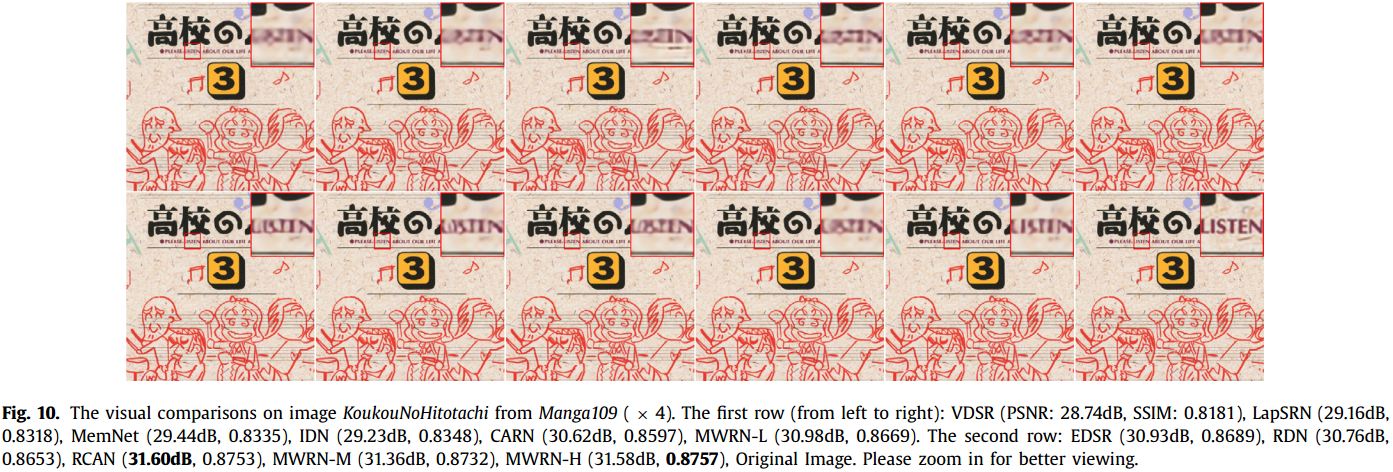 高校の 高校の 高校の 高校の 高校の 高校の
●PLEASE LISTEN ABOUT OUR LIFE A ●PLEASE LISTEN ABOUT OUR LIFE A ●PLEASE LISTEN ABOUT OUR LIFE A ●PLEASE LISTEN ABOUT OUR LIFE A ●PLEASE LISTEN ABOUT OUR LIFE A ●PLEASE LISTEN ABOUT OUR LIFE A
3 3 3 3 3 3
高校の 高校の 高校の 高校の 高校の 高校の LISTEN
●PLEASE LISTEN ABOUT OUR LIFE A ●PLEASE LISTEN ABOUT OUR LIFE A ●PLEASE LISTEN ABOUT OUR LIFE A ●PLEASE LISTEN ABOUT OUR LIFE A ●PLEASE LISTEN ABOUT OUR LIFE A ●PLEASE LISTEN ABOUT OUR LIFE A
3 3 3 3 3 3
Fig. 10. The visual comparisons on image KoukouNoHitotachi from Manga109 ( × 4). The first row (from left to right): VDSR (PSNR: 28.74dB, SSIM: 0.8181), LapSRN (29.16dB,
0.8318), MemNet (29.44dB, 0.8335), IDN (29.23dB, 0.8348), CARN (30.62dB, 0.8597), MWRN-L (30.98dB, 0.8669). The second row: EDSR (30.93dB, 0.8689), RDN (30.76dB,
0.8653), RCAN (31.60dB, 0.8753), MWRN-M (31.36dB, 0.8732), MWRN-H (31.58dB, 0.8757), Original Image. Please zoom in for better viewing.